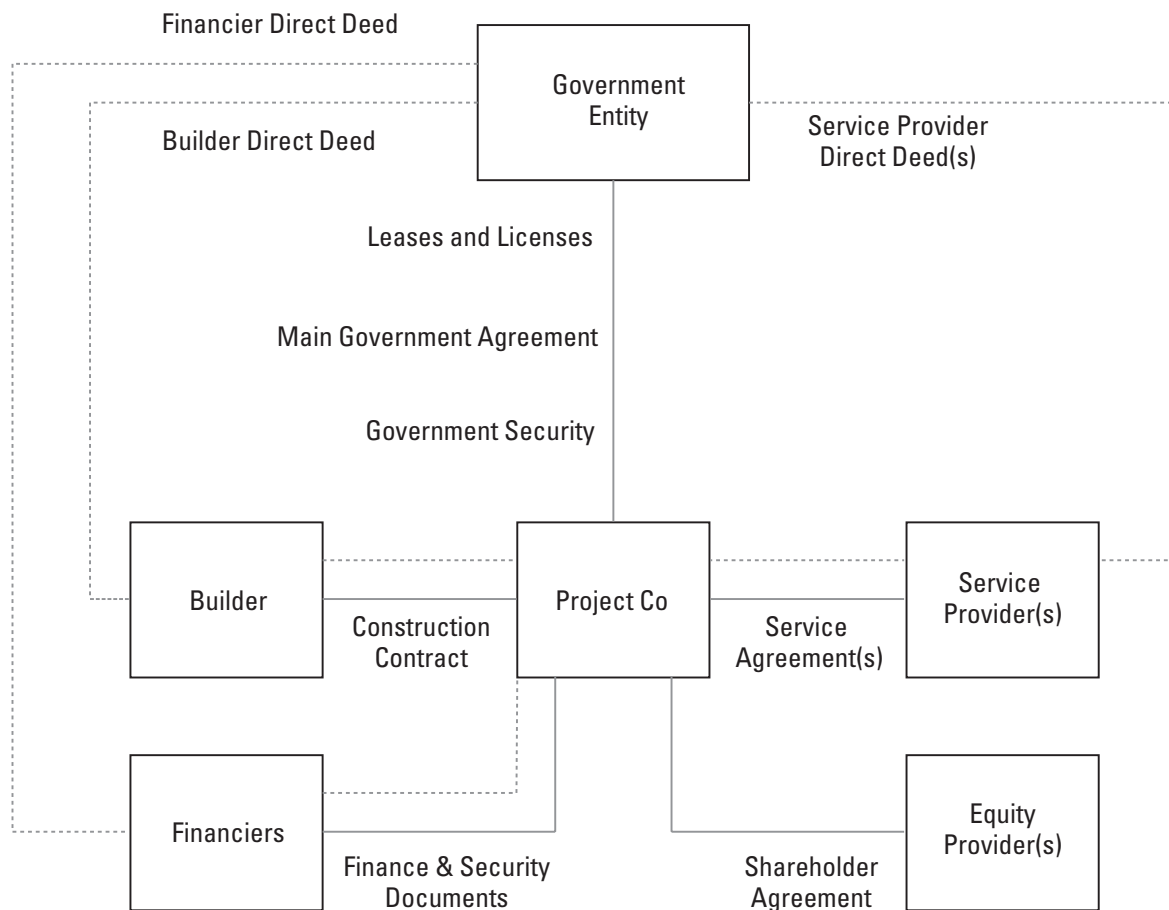 Financier Direct Deed
Government
Entity
Builder Direct Deed
Service Provider
Direct Deed(s)
Leases and Licenses
Main Government Agreement
Government Security
Builder
Project Co
Service
Provider(s)
Construction
Contract
Service
Agreement(s)
Financiers
Equity
Provider(s)
Finance & Security
Documents
Shareholder
Agreement